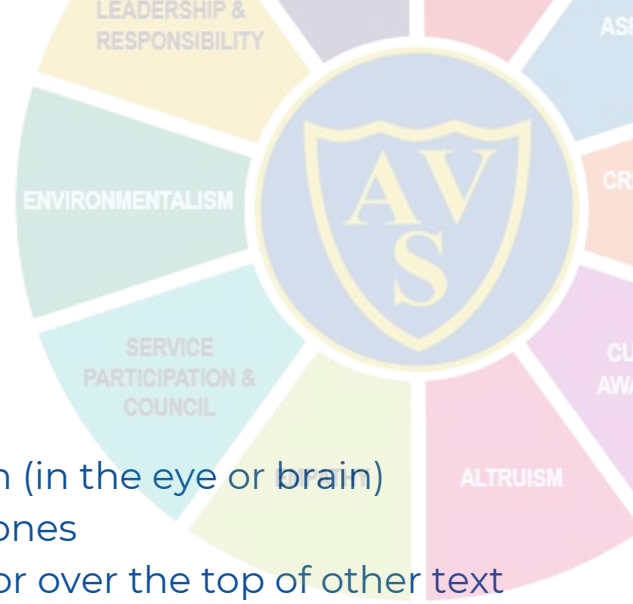 LEADERSHIP &
RESPONSIBILITY
ENVIRONMENTALISM
AV
S
SERVICE
PARTICIPATION &
COUNCIL
(in the eye or brain)
EMPATHY
ALTRUISM
or over the top of other text